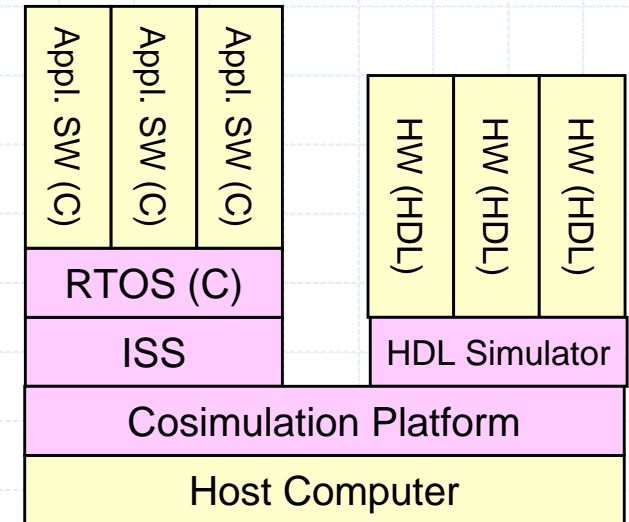 Appl. SW (C)
Appl. SW (C)
Appl. SW (C)
HW (HDL)
HW (HDL)
HW (HDL)
RTOS (C)
ISS
HDL Simulator
Cosimulation Platform
Host Computer